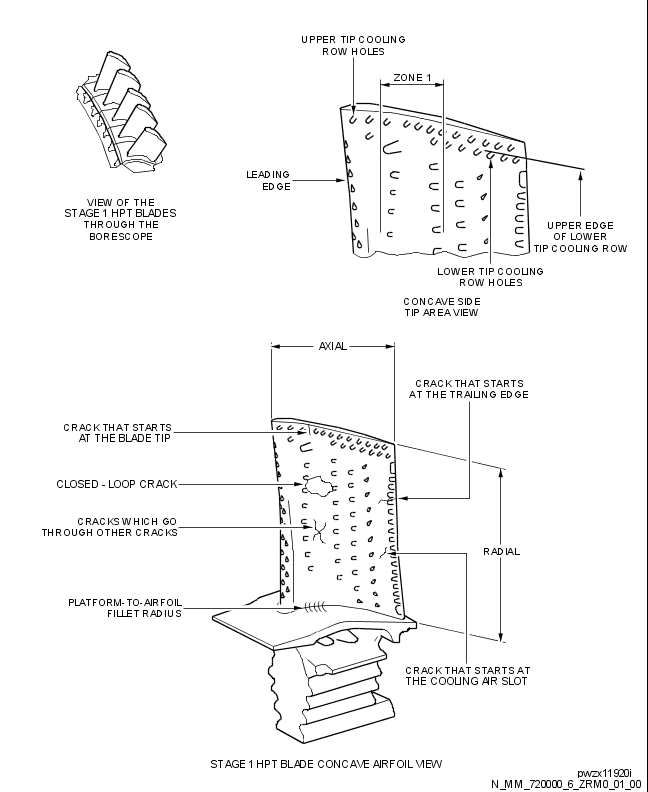 UPPER TIP COOLING
ROW HOLES
ZONE 1
LEADING
EDGE
VIEW OF THE
STAGE 1 HPT BLADES
THROUGH THE
BORESCOPE
UPPER EDGE
OF LOWER
TIP COOLING ROW
LOWER TIP COOLING
ROW HOLES
CONCAVE SIDE
TIP AREA VIEW
AXIAL
CRACK THAT STARTS
AT THE TRAILING EDGE
CRACK THAT STARTS
AT THE BLADE TIP
CLOSED - LOOP CRACK
CRACKS WHICH GO
THROUGH OTHER CRACKS
RADIAL
PLATFORM-TO-AIRFOIL
FILLET RADIUS
CRACK THAT STARTS AT
THE COOLING AIR SLOT
STAGE 1 HPT BLADE CONCAVE AIRFOIL VIEW
pwzx11920i
N_MM_720000_6_ZRM0_01_00